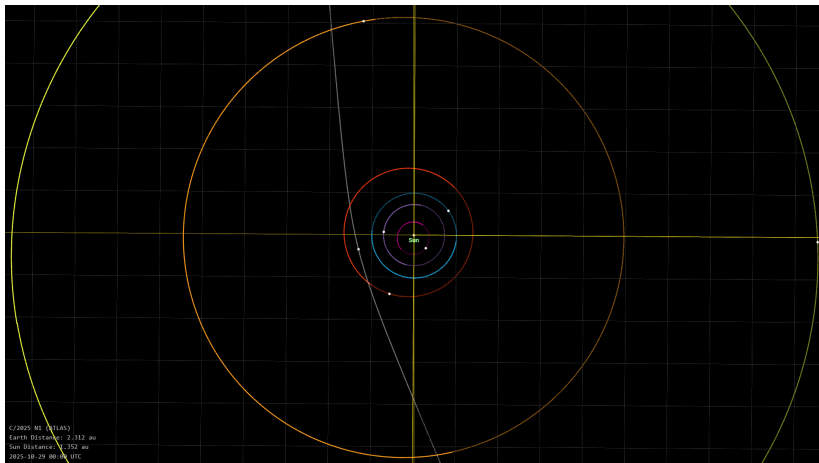 Sun
C/2025 N1 (ATLAS)
Earth Distance: 2.312 au
Sun Distance: 1.352 au
2025-10-29 00:00 UTC